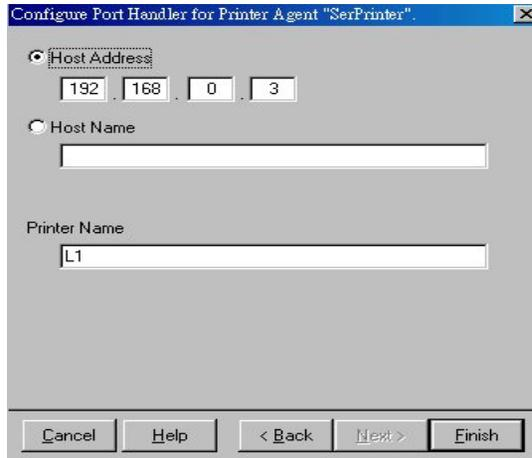 Configure Port Handler for Printer Agent "SerPrinter".
Host Address
192 . 168 . 0 . 3
Host Name
Printer Name
L1
Cancel Help < Back Next > Finish